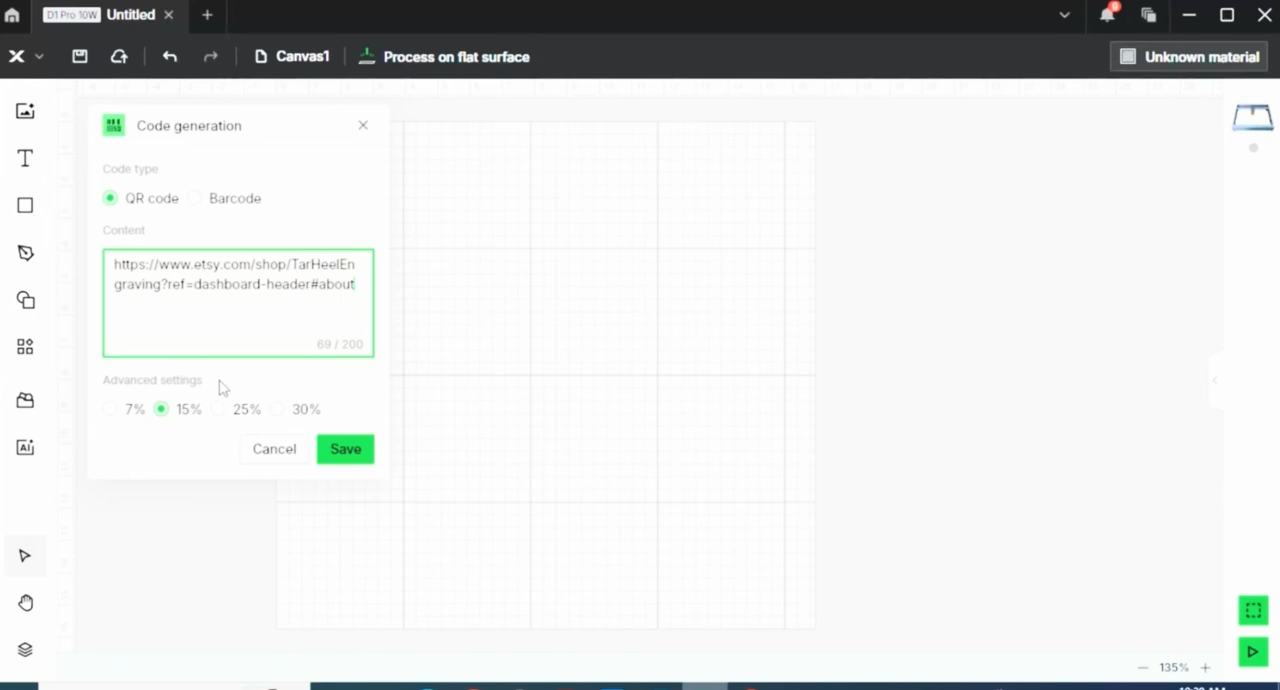 D1 Pro 10W Untitled
9
Canvas1
Process on flat surface
Unknown material
Code generation
Code type
QR code Barcode
Content
https://www.etsy.com/shop/TarHeelEn
graving?ref=dashboard-header#about
69 / 200
Advanced settings
7% 15% 25% 30%
Cancel Save
AI
135%